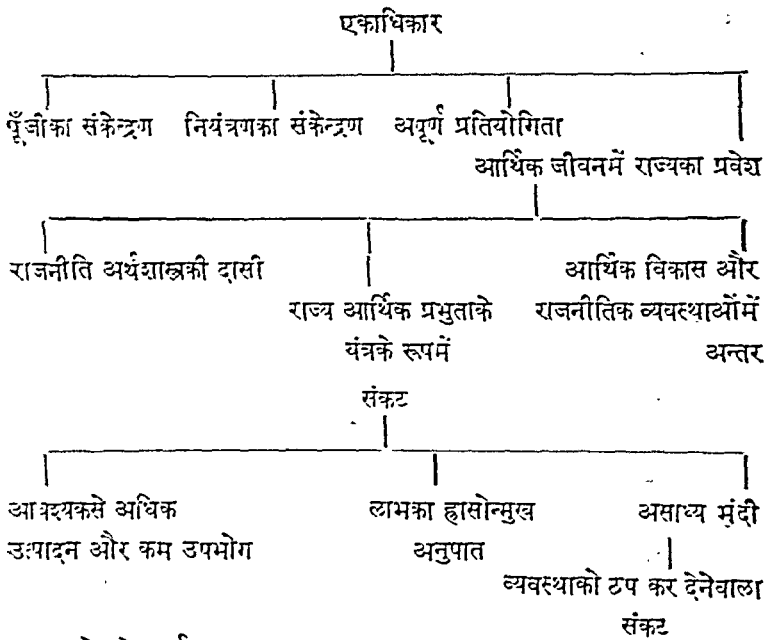 एकाधिकार
पूँजीका संकेन्द्रण नियंत्रणका संकेन्द्रण अपूर्ण प्रतियोगिता
आर्थिक जीवनमें राज्यका प्रवेश
राजनीति अर्थशास्त्रकी दासी
आर्थिक विकास और
राज्य आर्थिक प्रभुताके राजनीतिक व्यवस्थाओंमें
यंत्रके रूपमें अन्तर
संकट
आवश्यकसे अधिक लाभका ह्रासोन्मुख असाध्य मंदी
उत्पादन और कम उपभोग अनुपात
व्यवस्थाको ठप कर देनेवाला
संकट